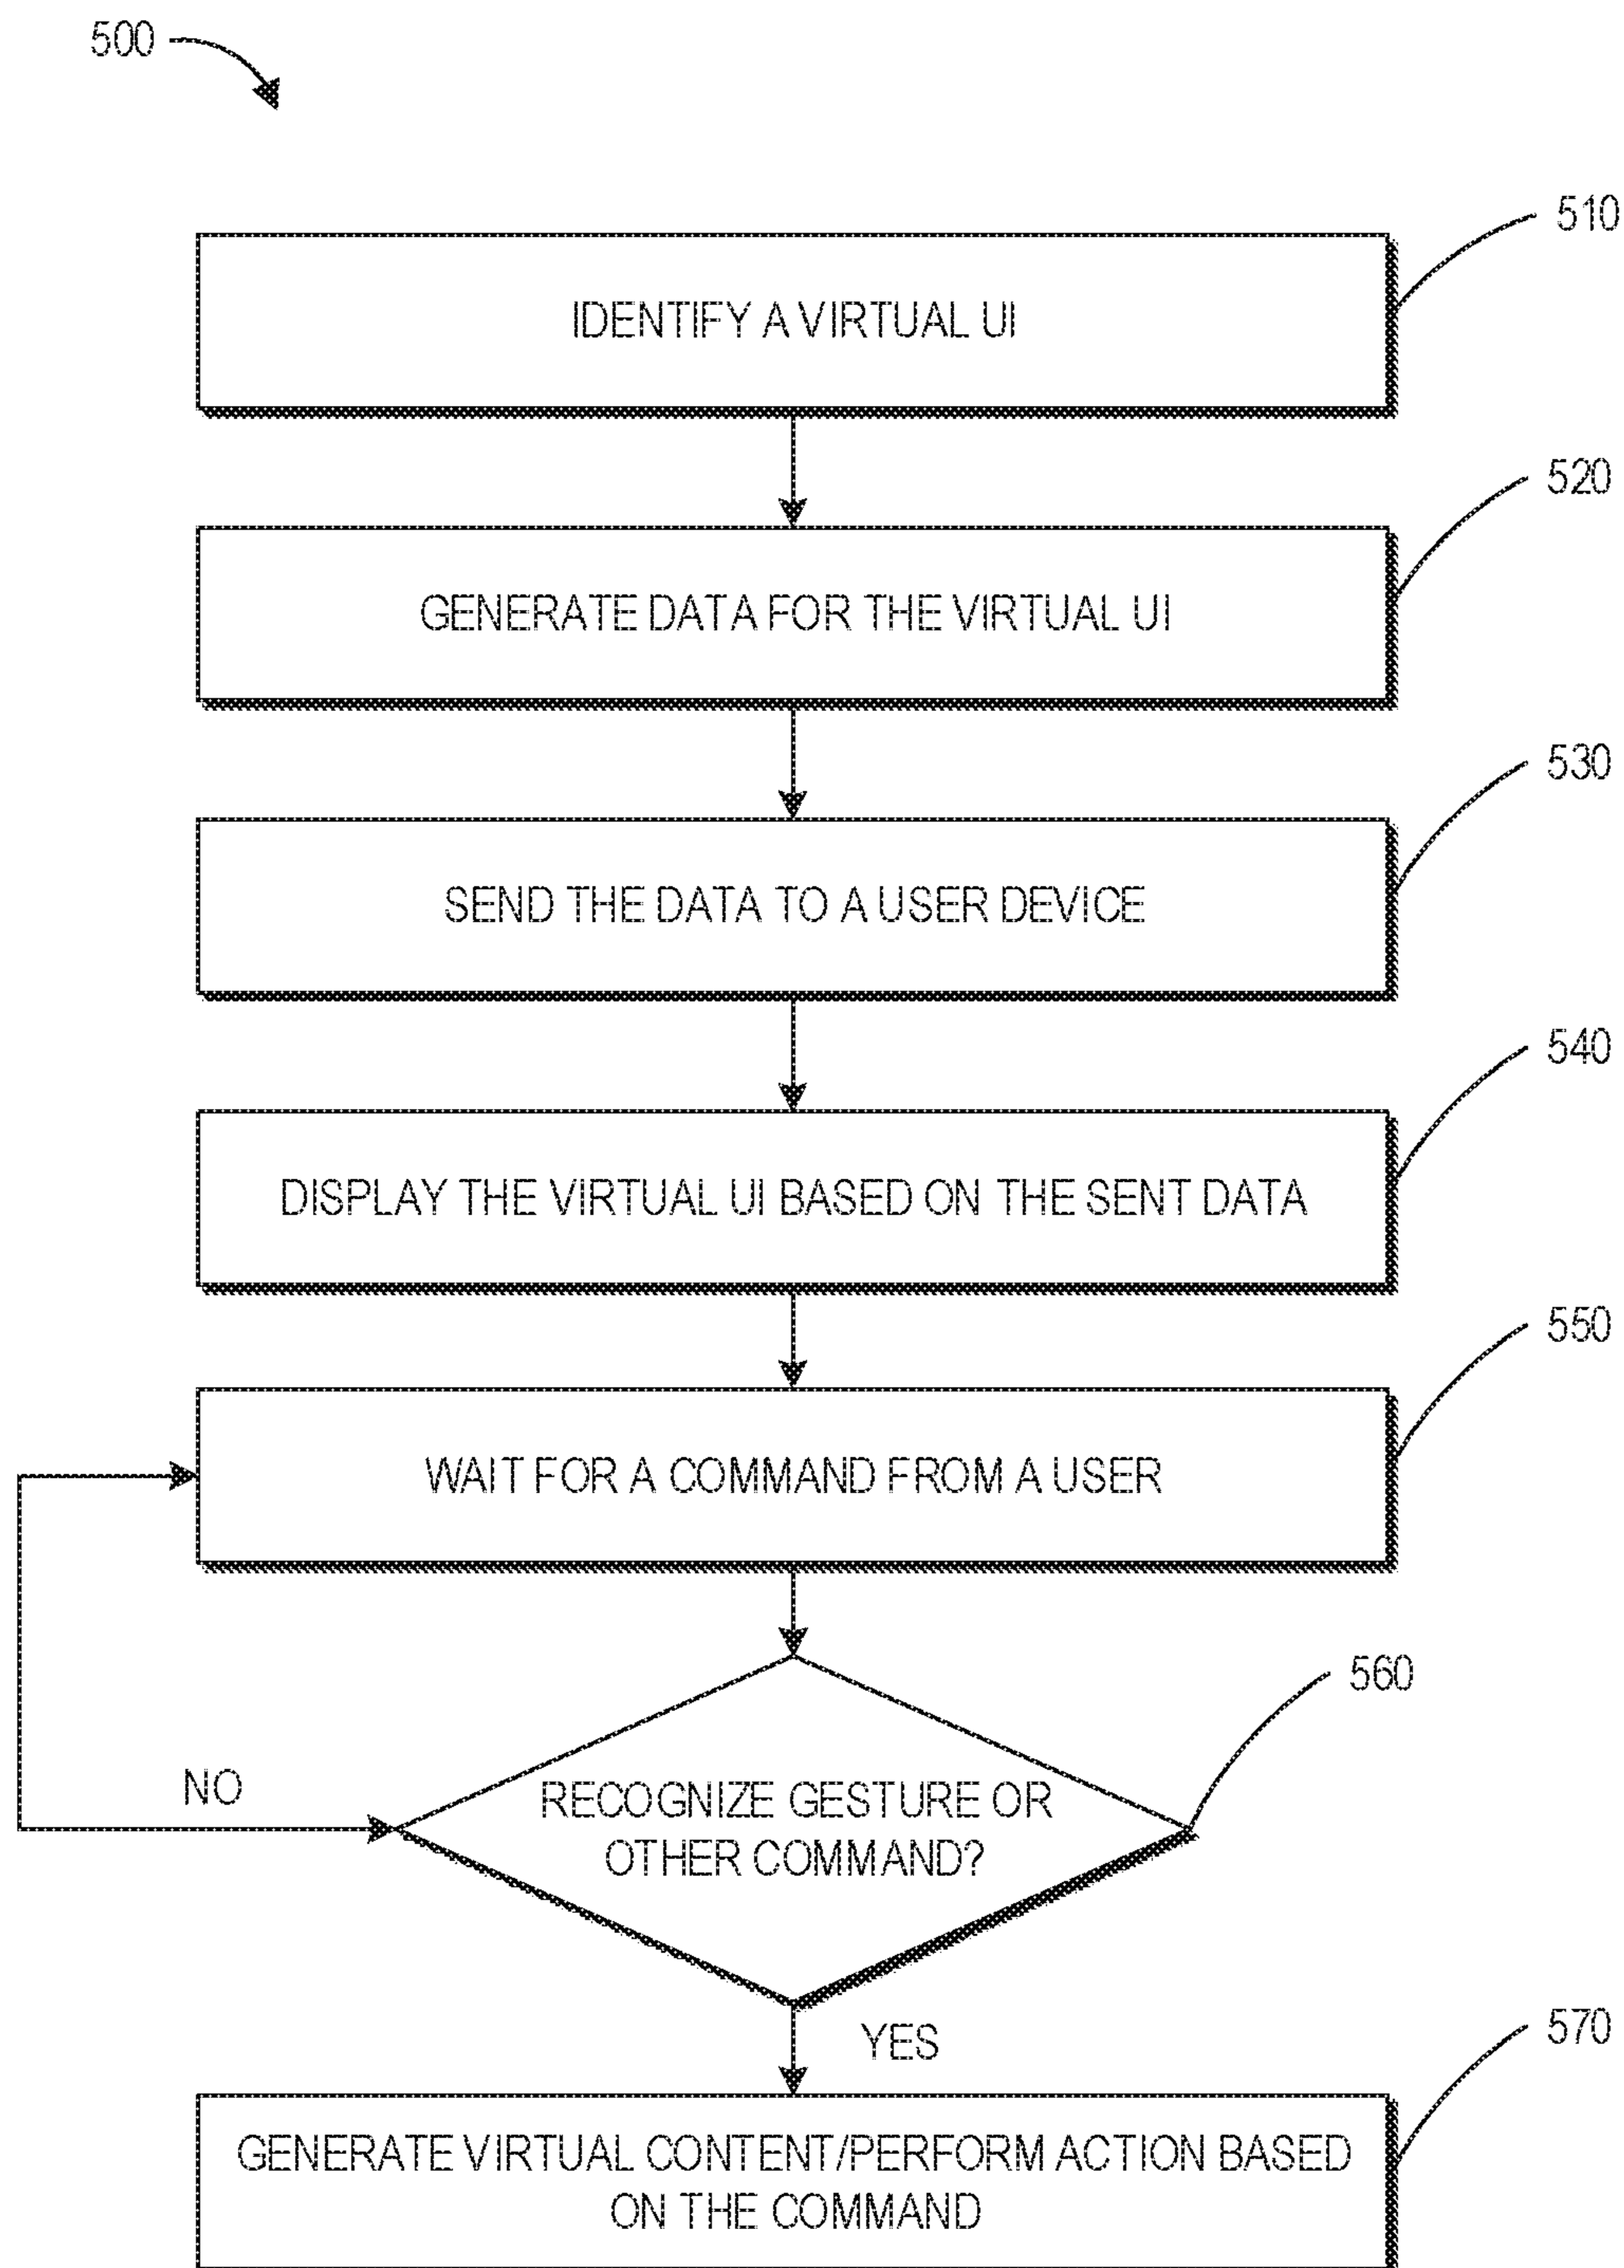 500
510
IDENTIFY A VIRTUAL UI
520
GENERATE DATA FOR THE VIRTUAL UI
530
SEND THE DATA TO A USER DEVICE
540
DISPLAY THE VIRTUAL UI BASED ON THE SENT DATA
550
WAIT FOR A COMMAND FROM A USER
560
NO
RECOGNIZE GESTURE OR
OTHER COMMAND?
YES
570
GENERATE VIRTUAL CONTENT/PERFORM ACTION BASED
ON THE COMMAND